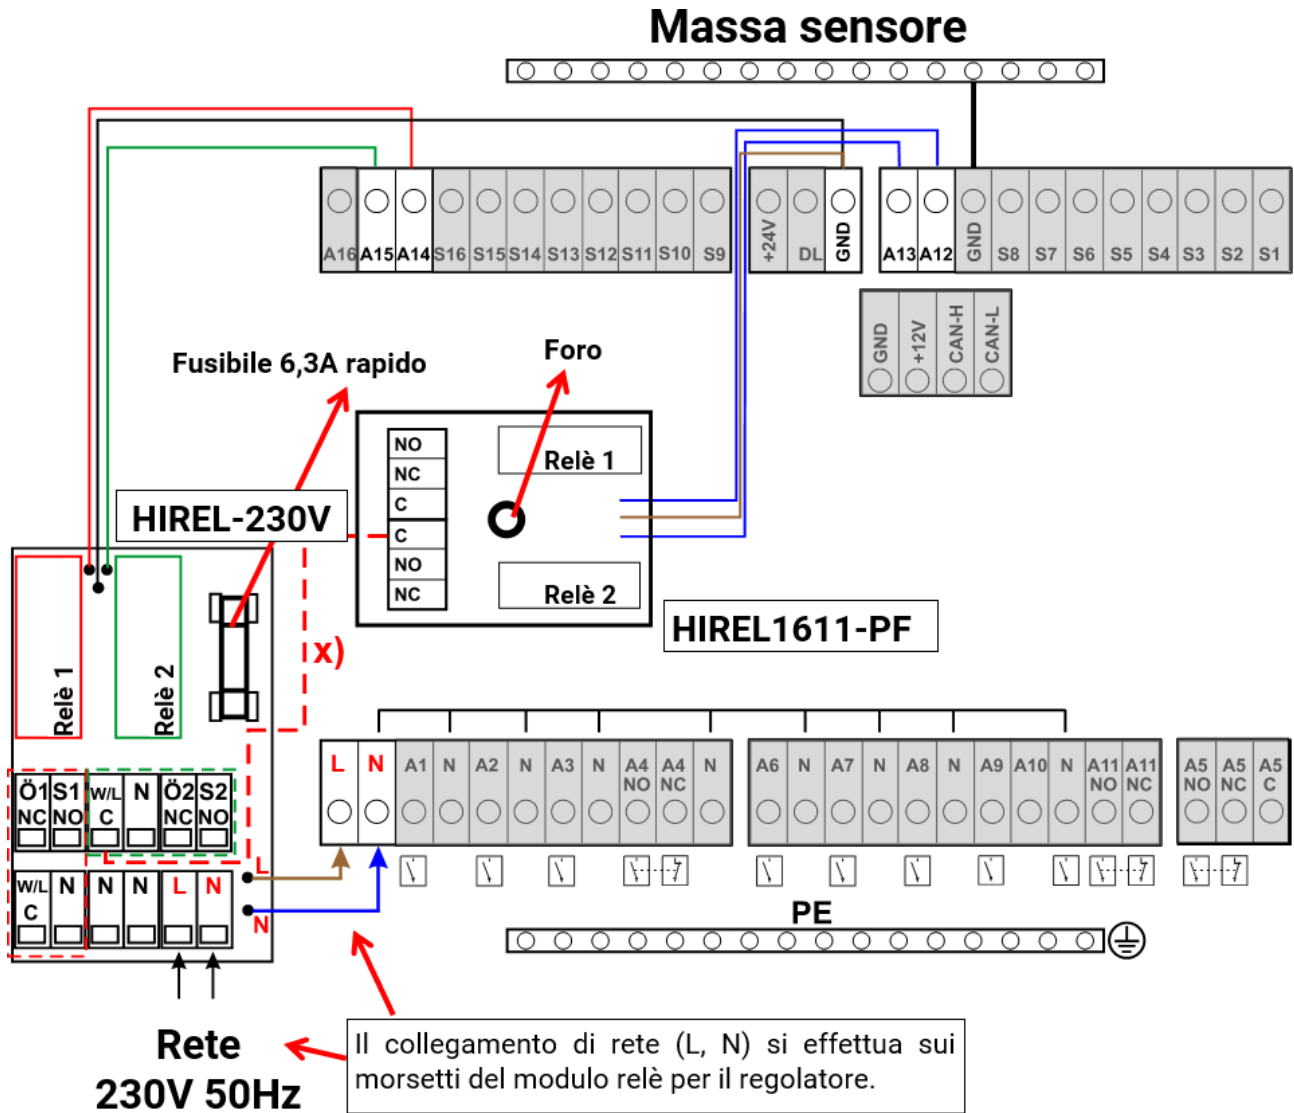 Massa sensore
A16 A15 A14 S16 S15 S14 S13 S12 S11 S10 S9
+24V DL GND
A13 A12 GND S8 S7 S6 S5 S4 S3 S2 S1
GND +12V CAN-H CAN-L
Fusibile 6,3A rapido
Foro
NO
NC
C
C
NO
NC
Relè 1
Relè 2
HIREL-230V
HIREL1611-PF
x)
Relè 1
Relè 2
Ö1 S1 W/L N Ö2 S2
NC NO C NC NO
W/L N N N L N
C
L
N
L N A1 N A2 N A3 N A4 A4 N
NO NC
A6 N A7 N A8 N A9 A10 N A11 A11
NO NC
A5 A5 A5
NO NC C
PE
Rete
230V 50Hz
Il collegamento di rete (L, N) si effettua sui
morsetti del modulo relè per il regolatore.